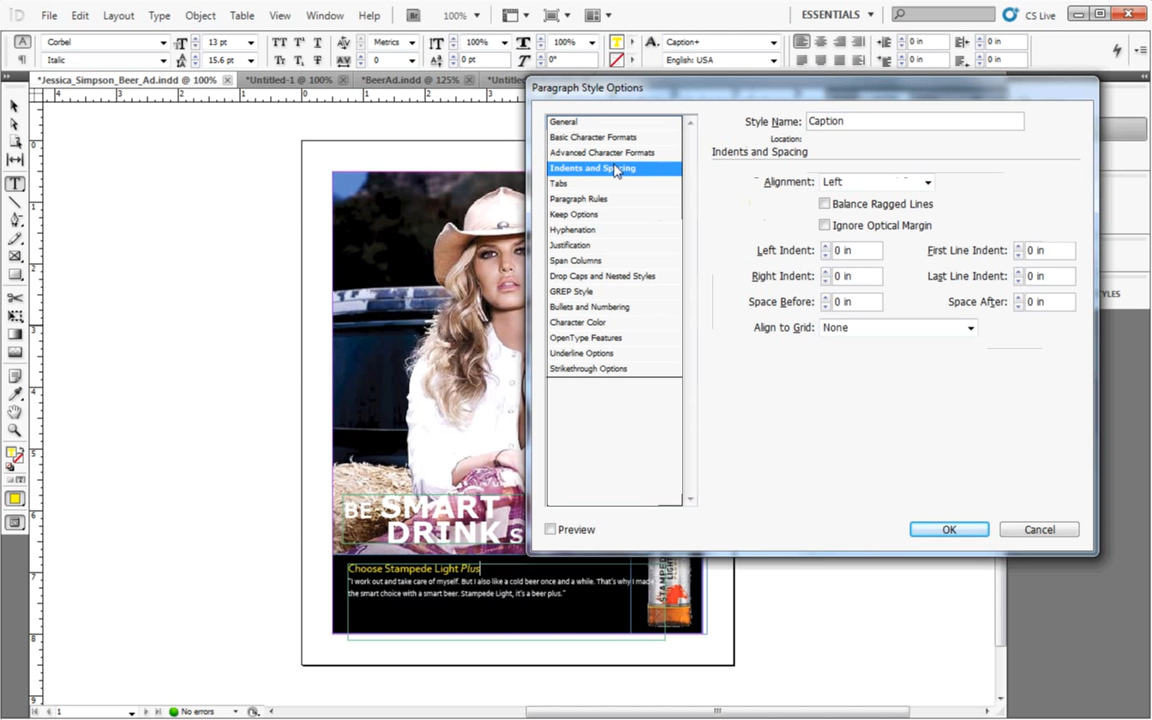 File Edit Layout Type Object Table View Window Help Br 100% ESSENTIALS CS Live
A Corbel 13 pt Metrics 100% 100% Caption+ 0 in 0 in
Italic 15.6 pt 0 0 pt 0° English: USA 0 in 0 in
*Jessica_Simpson_Beer_Ad.indd @ 100% *Untitled-1 @ 100% *BeerAd.indd @ 125%
Paragraph Style Options
General
Basic Character Formats
Advanced Character Formats
Indents and Spacing
Tabs
Paragraph Rules
Keep Options
Hyphenation
Justification
Span Columns
Drop Caps and Nested Styles
GREP Style
Bullets and Numbering
Character Color
OpenType Features
Underline Options
Strikethrough Options
Style Name: Caption
Location:
Indents and Spacing
Alignment: Left
Balance Ragged Lines
Ignore Optical Margin
Left Indent: 0 in First Line Indent: 0 in
Right Indent: 0 in Last Line Indent: 0 in
Space Before: 0 in Space After: 0 in
Align to Grid: None
Preview OK Cancel
BE SMART
DRINK S
Choose Stampede Light Plus
"I work out and take care of myself. But I also like a cold beer once and a while. That's why I made
the smart choice with a smart beer. Stampede Light, it's a beer plus."
STAMPEDE
LIGHT
1 No errors